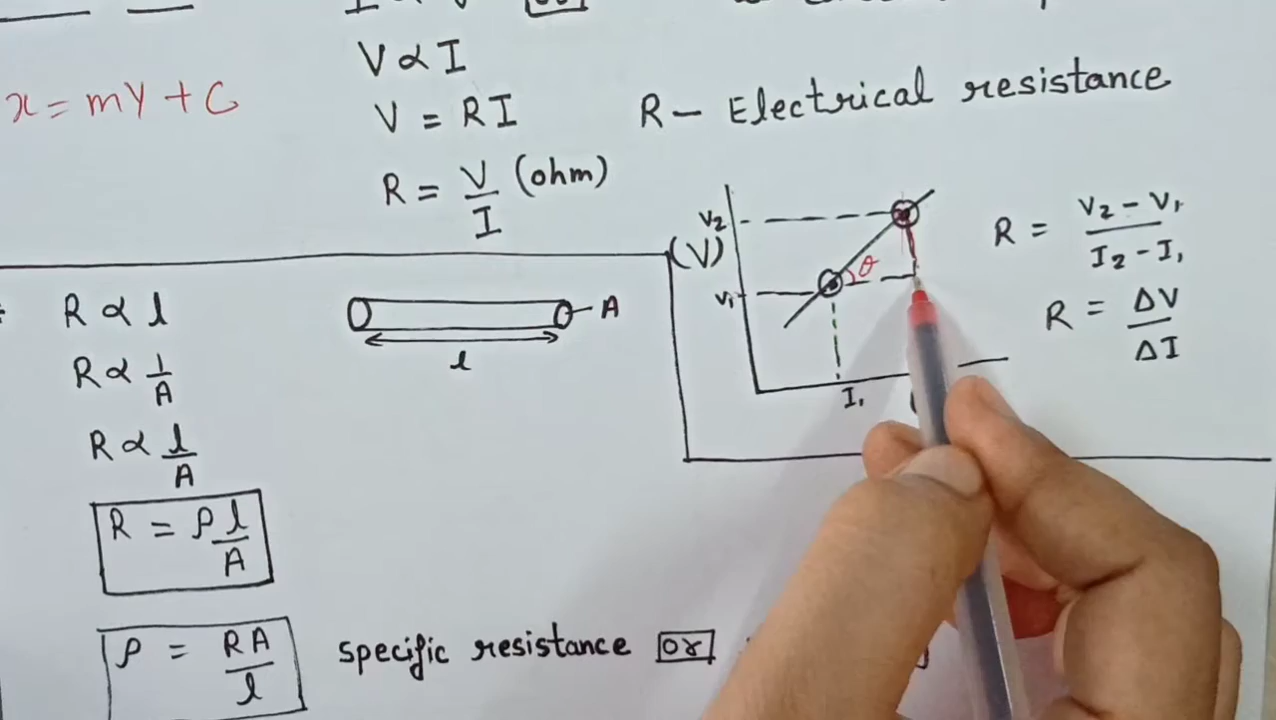 V ∝ I
x = mY + C
V = RI
R – Electrical resistance
R = V/I (ohm)
V₂
(V)
V₁
θ
I₁
R = V₂ – V₁ / I₂ – I₁
R = ΔV / ΔI
R ∝ l
A
l
R ∝ 1/A
R ∝ l/A
R = ρ l/A
ρ = RA/l
specific resistance or